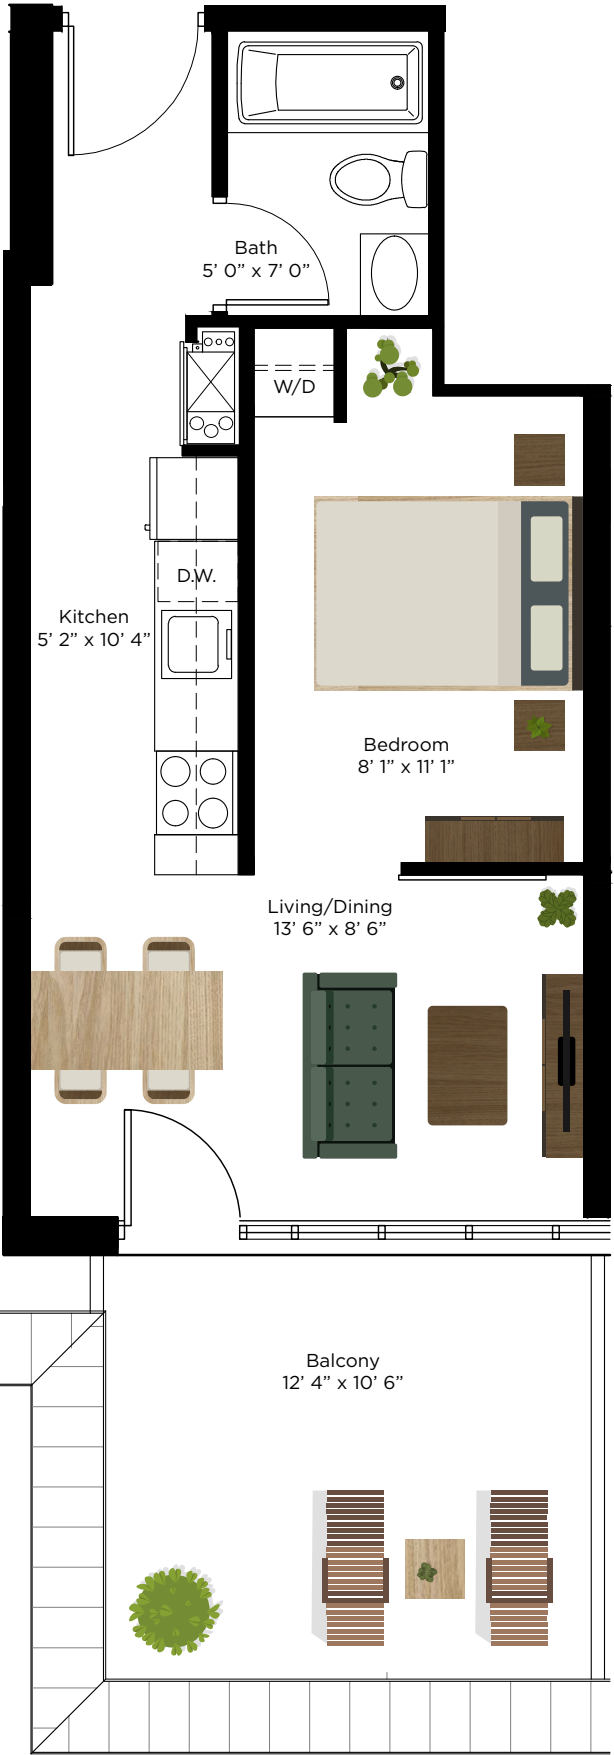 Bath
5’ 0” x 7’ 0”
W/D
D.W.
Kitchen
5’ 2” x 10’ 4”
Bedroom
8’ 1” x 11’ 1”
Living/Dining
13’ 6” x 8’ 6”
Balcony
12’ 4” x 10’ 6”